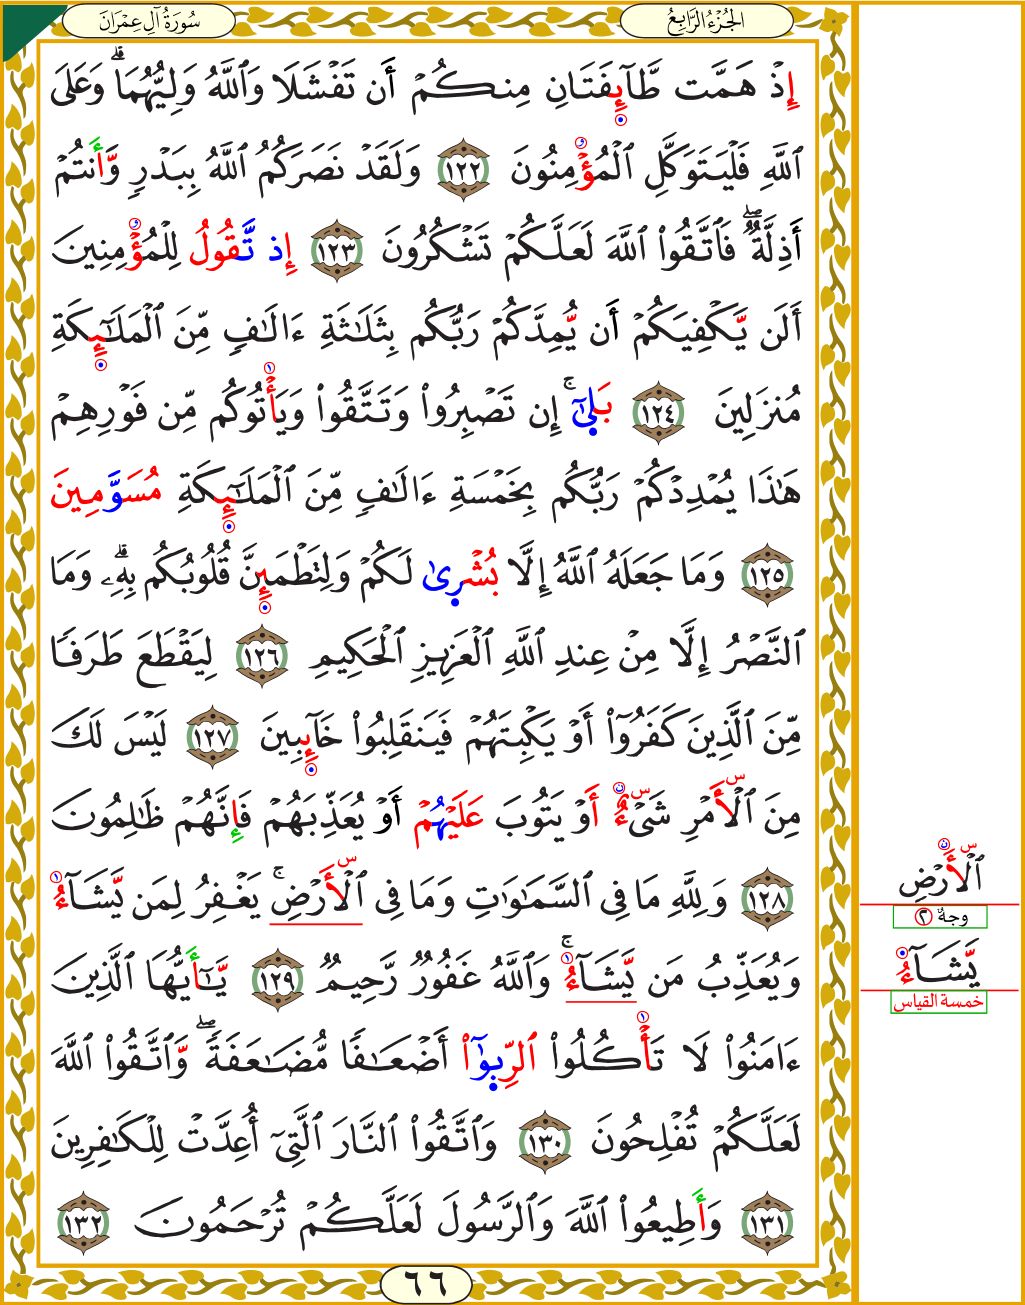 سُورَةُ آلِ عِمۡرَانَ
الجُزْءُ الرَّابِعُ
إِذۡ هَمَّت طَّآئِفَتَانِ مِنكُمۡ أَن تَفۡشَلَا وَٱللَّهُ وَلِيُّهُمَاۗ وَعَلَى
ٱللَّهِ فَلۡيَتَوَكَّلِ ٱلۡمُؤۡمِنُونَ ١٢٢ وَلَقَدۡ نَصَرَكُمُ ٱللَّهُ بِبَدۡرٖ وَّأَنتُمۡ
أَذِلَّةٞۖ فَٱتَّقُواْ ٱللَّهَ لَعَلَّكُمۡ تَشۡكُرُونَ ١٢٣ إِذ تَّقُولُ لِلۡمُؤۡمِنِينَ
أَلَن يَّكۡفِيَكُمۡ أَن يُّمِدَّكُمۡ رَبُّكُم بِثَلَٰثَةِ ءَالَٰفٖ مِّنَ ٱلۡمَلَٰٓئِكَةِ
مُنزَلِينَ ١٢٤ بَلَىٰٓۚ إِن تَصۡبِرُواْ وَتَتَّقُواْ وَيَأۡتُوكُم مِّن فَوۡرِهِمۡ
هَٰذَا يُمۡدِدۡكُمۡ رَبُّكُم بِخَمۡسَةِ ءَالَٰفٖ مِّنَ ٱلۡمَلَٰٓئِكَةِ مُسَوَّمِينَ
١٢٥ وَمَا جَعَلَهُ ٱللَّهُ إِلَّا بُشۡرِىٰ لَكُمۡ وَلِتَطۡمَئِنَّ قُلُوبُكُم بِهِۦۗ وَمَا
ٱلنَّصۡرُ إِلَّا مِنۡ عِندِ ٱللَّهِ ٱلۡعَزِيزِ ٱلۡحَكِيمِ ١٢٦ لِيَقۡطَعَ طَرَفٗا
مِّنَ ٱلَّذِينَ كَفَرُوٓاْ أَوۡ يَكۡبِتَهُمۡ فَيَنقَلِبُواْ خَآئِبِينَ ١٢٧ لَيۡسَ لَكَ
مِنَ ٱلۡأَمۡرِ شَيۡءٌ أَوۡ يَتُوبَ عَلَيۡهُمۡ أَوۡ يُعَذِّبَهُمۡ فَإِنَّهُمۡ ظَٰلِمُونَ
١٢٨ وَلِلَّهِ مَا فِي ٱلسَّمَٰوَٰتِ وَمَا فِي ٱلۡأَرۡضِۚ يَغۡفِرُ لِمَن يَّشَآءُ
وَيُعَذِّبُ مَن يَّشَآءُۚ وَٱللَّهُ غَفُورٞ رَّحِيمٞ ١٢٩ يَّٰٓأَيُّهَا ٱلَّذِينَ
ءَامَنُواْ لَا تَأۡكُلُواْ ٱلرِّبَوٰٓاْ أَضۡعَٰفٗا مُّضَٰعَفَةٗۖ وَّٱتَّقُواْ ٱللَّهَ
لَعَلَّكُمۡ تُفۡلِحُونَ ١٣٠ وَٱتَّقُواْ ٱلنَّارَ ٱلَّتِيٓ أُعِدَّتۡ لِلۡكَٰفِرِينَ
١٣١ وَأَطِيعُواْ ٱللَّهَ وَٱلرَّسُولَ لَعَلَّكُمۡ تُرۡحَمُونَ ١٣٢
٦٦
ٱلۡأَرۡضِ
وجهٌ ٢
يَّشَآءُ
خمسة القياس